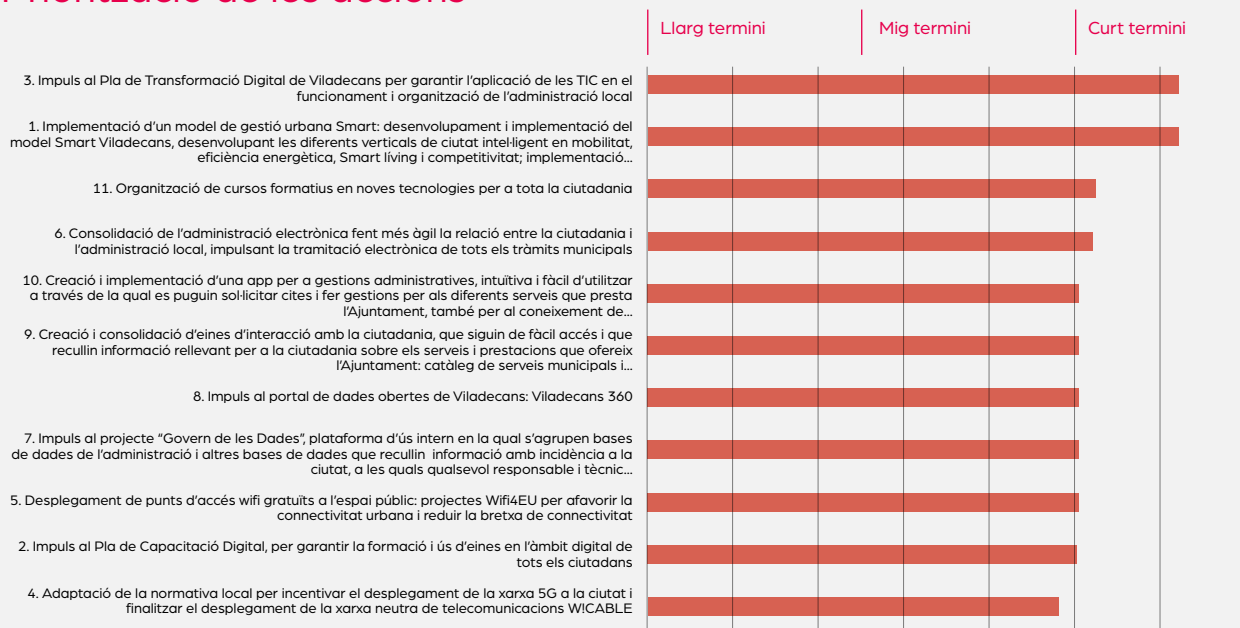 Prioritització de les accions
Llarg termini
Mig termini
Curt termini
3. Impuls al Pla de Transformació Digital de Viladecans per garantir l'aplicació de les TIC en el
funcionament i organització de l'administració local
1. Implementació d'un model de gestió urbana Smart: desenvolupament i implementació del
model Smart Viladecans, desenvolupant les diferents verticals de ciutat intel·ligent en mobilitat,
eficiència energètica, Smart líving i competitivitat; implementació...
11. Organització de cursos formatius en noves tecnologies per a tota la ciutadania
6. Consolidació de l'administració electrònica fent més àgil la relació entre la ciutadania i
l'administració local, impulsant la tramitació electrònica de tots els tràmits municipals
10. Creació i implementació d'una app per a gestions administratives, intuïtiva i fàcil d'utilitzar
a través de la qual es puguin sol·licitar cites i fer gestions per als diferents serveis que presta
l'Ajuntament, també per al coneixement de...
9. Creació i consolidació d'eines d'interacció amb la ciutadania, que siguin de fàcil accés i que
recullin informació rellevant per a la ciutadania sobre els serveis i prestacions que ofereix
l'Ajuntament: catàleg de serveis municipals i...
8. Impuls al portal de dades obertes de Viladecans: Viladecans 360
7. Impuls al projecte "Govern de les Dades", plataforma d'ús intern en la qual s'agrupen bases
de dades de l'administració i altres bases de dades que recullin informació amb incidència a la
ciutat, a les quals qualsevol responsable i tècnic...
5. Desplegament de punts d'accés wifi gratuïts a l'espai públic: projectes Wifi4EU per afavorir la
connectivitat urbana i reduir la bretxa de connectivitat
2. Impuls al Pla de Capacitació Digital, per garantir la formació i ús d'eines en l'àmbit digital de
tots els ciutadans
4. Adaptació de la normativa local per incentivar el desplegament de la xarxa 5G a la ciutat i
finalitzar el desplegament de la xarxa neutra de telecomunicacions W!CABLE